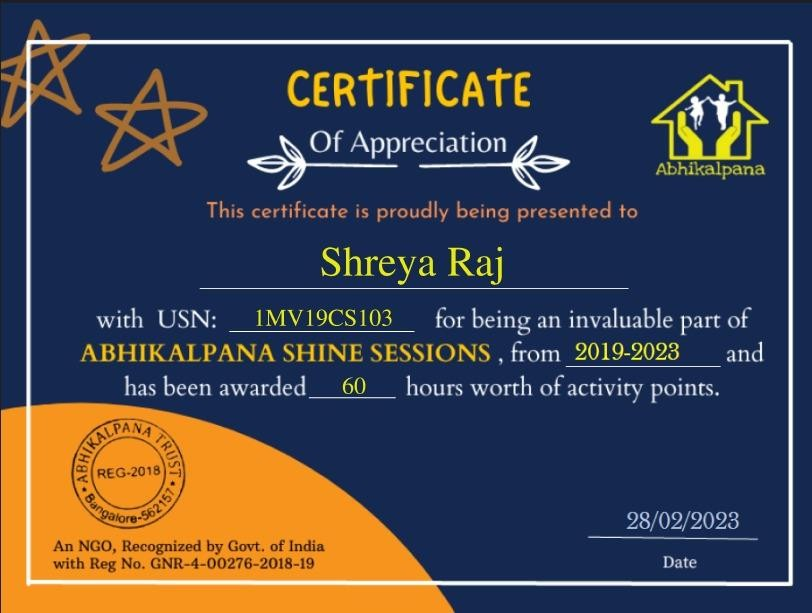 CERTIFICATE
Of Appreciation
Abhikalpana
This certificate is proudly being presented to
Shreya Raj
with USN: 1MV19CS103 for being an invaluable part of
ABHIKALPANA SHINE SESSIONS , from 2019-2023 and
has been awarded 60 hours worth of activity points.
ABHIKALPANA TRUST
REG-2018
Bangalore-562157
28/02/2023
Date
An NGO, Recognized by Govt. of India
with Reg No. GNR-4-00276-2018-19